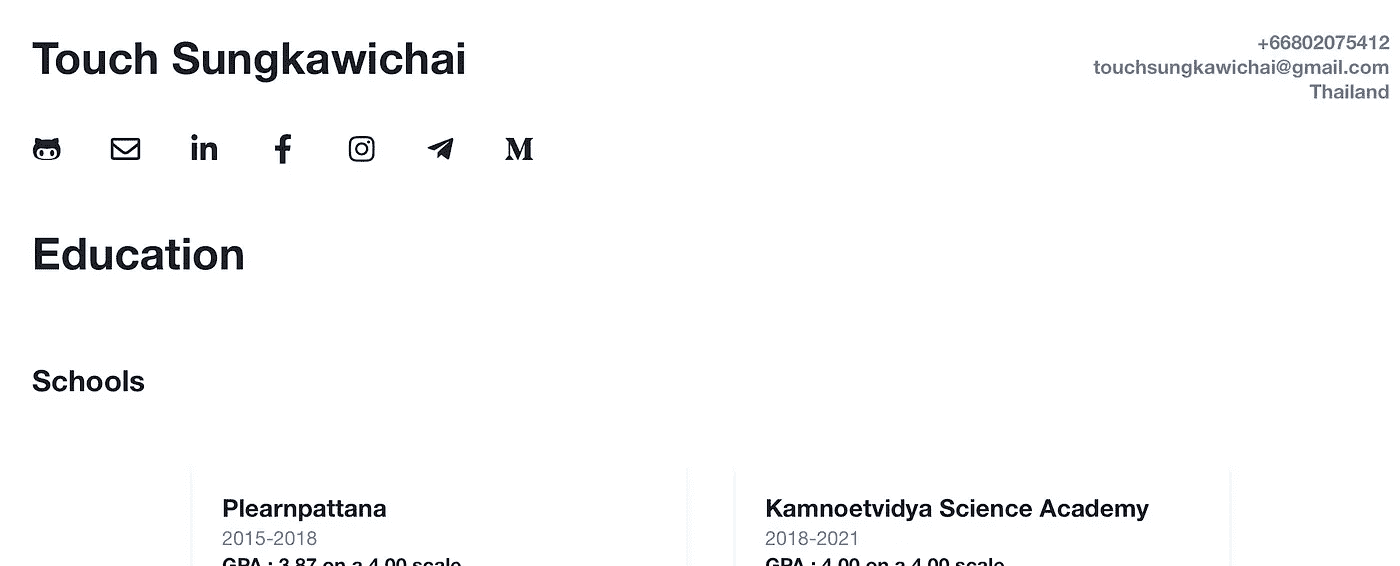 Touch Sungkawichai
+66802075412
touchsungkawichai@gmail.com
Thailand
Education
Schools
Plearnpattana
2015-2018
GPA : 3.87 on a 4.00 scale
Kamnoetvidya Science Academy
2018-2021
GPA : 4.00 on a 4.00 scale